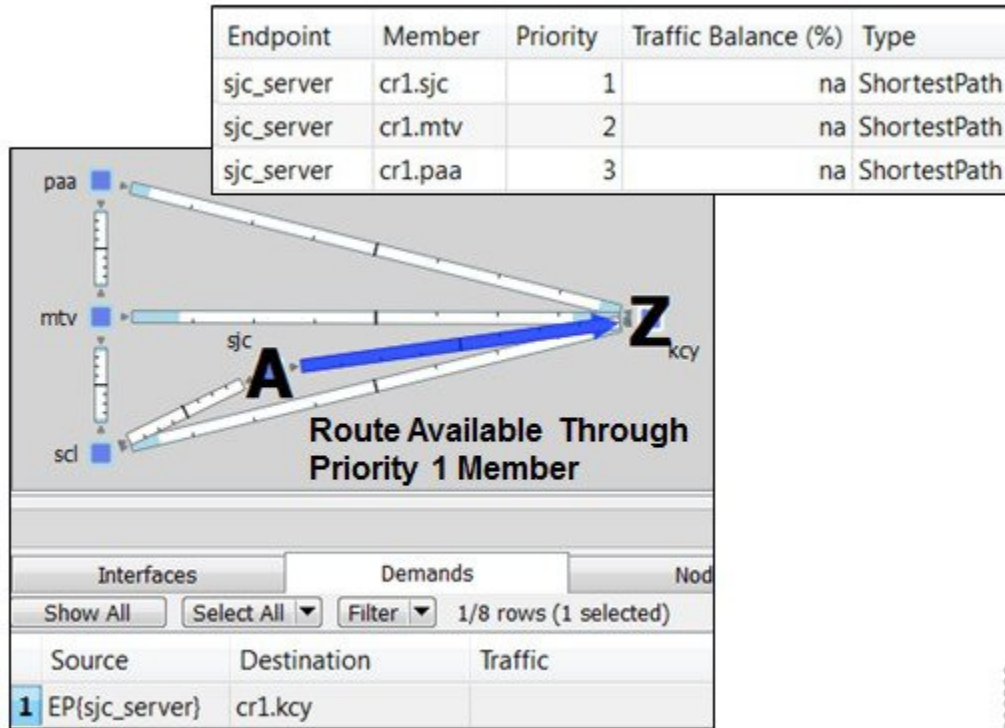 Endpoint Member Priority Traffic Balance (%) Type
sjc_server cr1.sjc 1 na ShortestPath
sjc_server cr1.mtv 2 na ShortestPath
sjc_server cr1.paa 3 na ShortestPath
paa
mtv
sjc
A
Z
kcy
scl
Route Available Through
Priority 1 Member
Interfaces Demands Nod
Show All Select All Filter 1/8 rows (1 selected)
Source Destination Traffic
1 EP{sjc_server} cr1.kcy